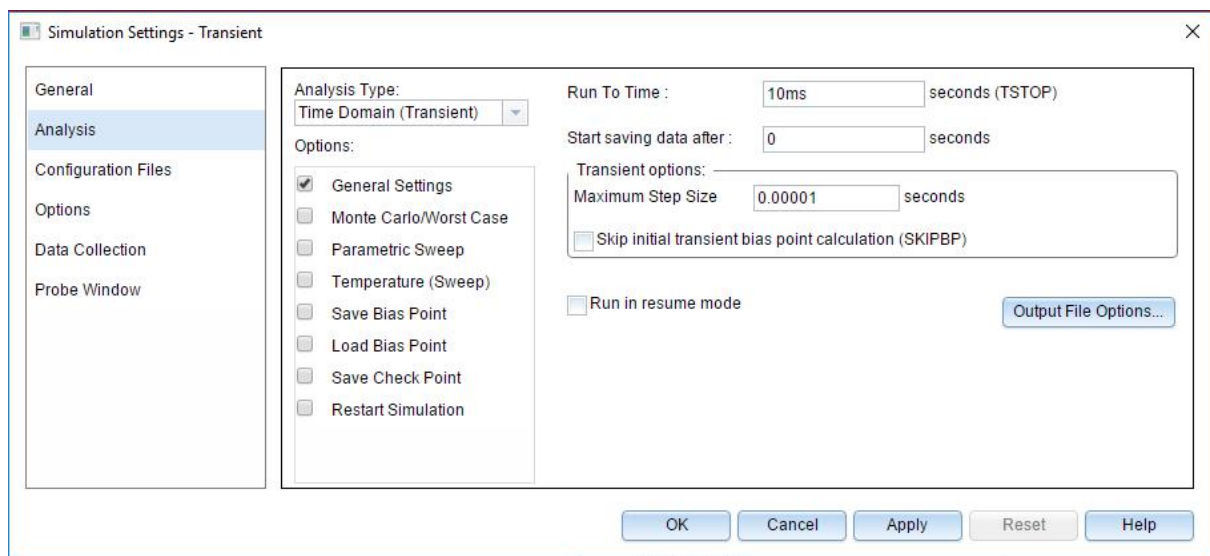 Simulation Settings - Transient
General
Analysis
Configuration Files
Options
Data Collection
Probe Window
Analysis Type:
Time Domain (Transient)
Options:
General Settings
Monte Carlo/Worst Case
Parametric Sweep
Temperature (Sweep)
Save Bias Point
Load Bias Point
Save Check Point
Restart Simulation
Run To Time : 10ms seconds (TSTOP)
Start saving data after : 0 seconds
Transient options:
Maximum Step Size 0.00001 seconds
Skip initial transient bias point calculation (SKIPBP)
Run in resume mode
Output File Options...
OK Cancel Apply Reset Help